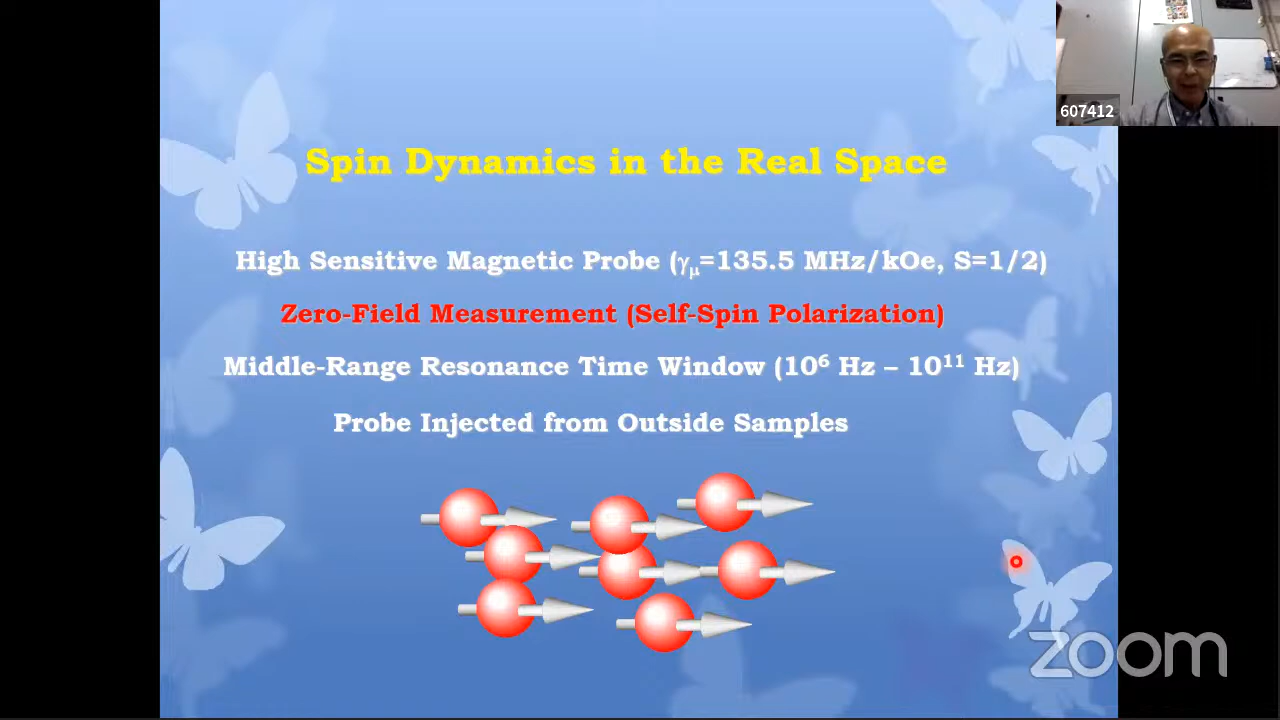 607412
Spin Dynamics in the Real Space
High Sensitive Magnetic Probe (γμ=135.5 MHz/kOe, S=1/2)
Zero-Field Measurement (Self-Spin Polarization)
Middle-Range Resonance Time Window (10⁶ Hz – 10¹¹ Hz)
Probe Injected from Outside Samples
zoom